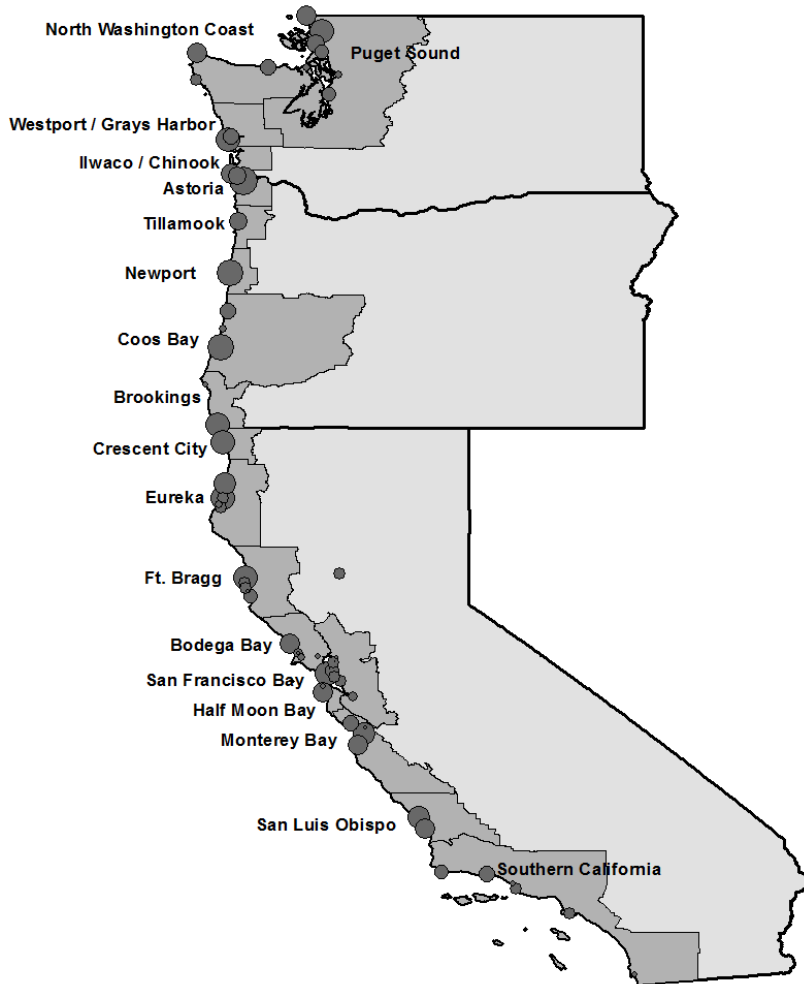 North Washington Coast
Puget Sound
Westport / Grays Harbor
Ilwaco / Chinook
Astoria
Tillamook
Newport
Coos Bay
Brookings
Crescent City
Eureka
Ft. Bragg
Bodega Bay
San Francisco Bay
Half Moon Bay
Monterey Bay
San Luis Obispo
Southern California